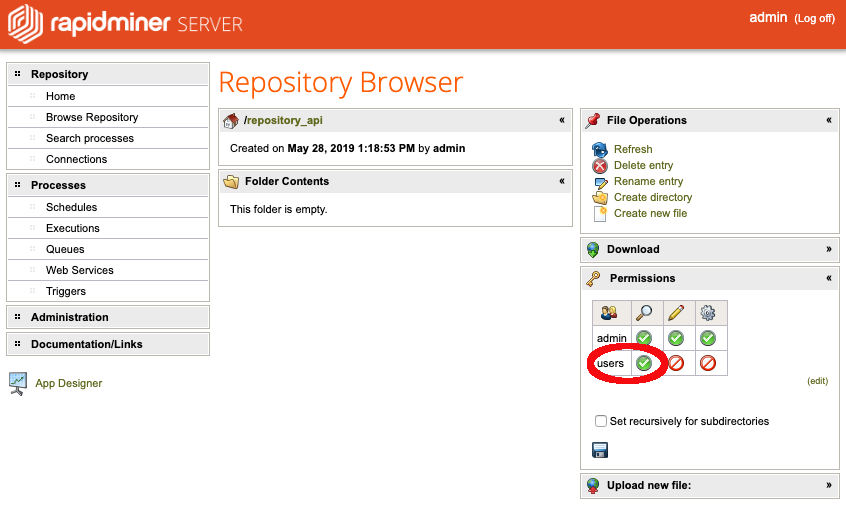 rapidminer SERVER
admin (Log off)
Repository
Home
Browse Repository
Search processes
Connections
Processes
Schedules
Executions
Queues
Web Services
Triggers
Administration
Documentation/Links
App Designer
Repository Browser
/repository_api «
Created on May 28, 2019 1:18:53 PM by admin
Folder Contents «
This folder is empty.
File Operations «
Refresh
Delete entry
Rename entry
Create directory
Create new file
Download »
Permissions «
admin
users
(edit)
Set recursively for subdirectories
Upload new file: »